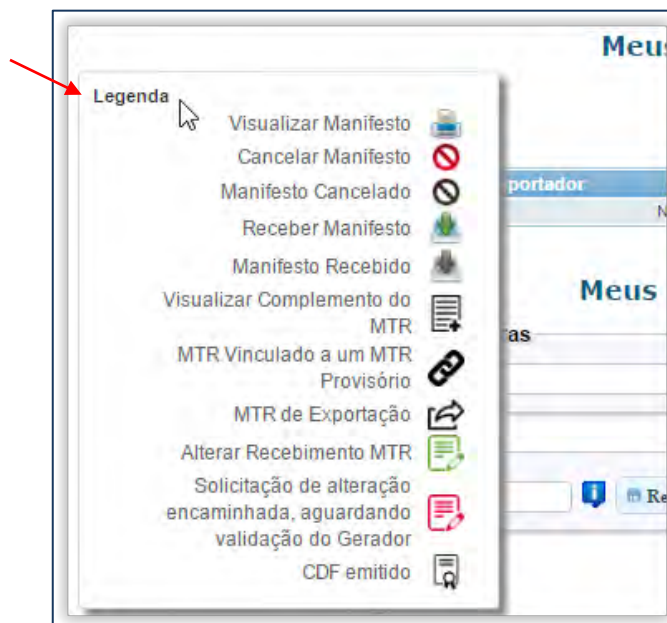 Meus
Legenda
Visualizar Manifesto
Cancelar Manifesto
Manifesto Cancelado
portador
N
Receber Manifesto
Manifesto Recebido
Meus
Visualizar Complemento do
MTR
as
MTR Vinculado a um MTR
Provisório
MTR de Exportação
Alterar Recebimento MTR
Solicitação de alteração
encaminhada, aguardando
validação do Gerador
Re
CDF emitido